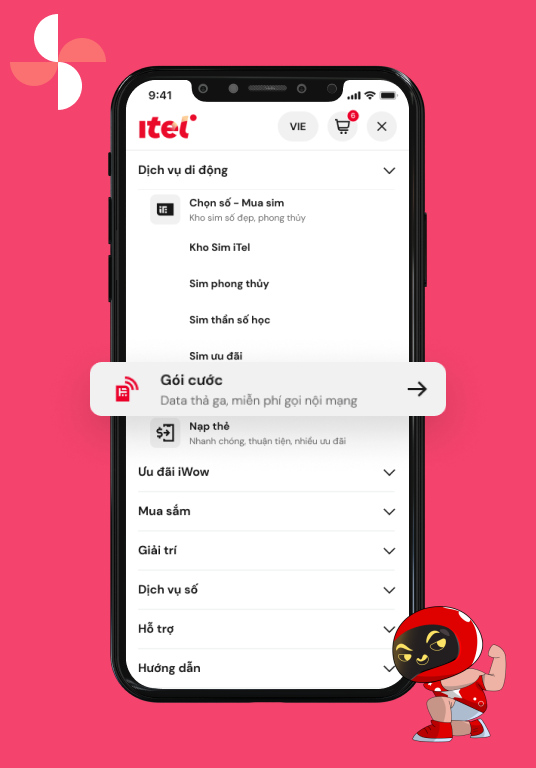 9:41
itel
VIE
6
Dịch vụ di động
Chọn số - Mua sim
Kho sim số đẹp, phong thủy
Kho Sim iTel
Sim phong thủy
Sim thần số học
Sim ưu đãi
Gói cước
Data thả ga, miễn phí gọi nội mạng
Nạp thẻ
Nhanh chóng, thuận tiện, nhiều ưu đãi
Ưu đãi iWow
Mua sắm
Giải trí
Dịch vụ số
Hỗ trợ
Hướng dẫn